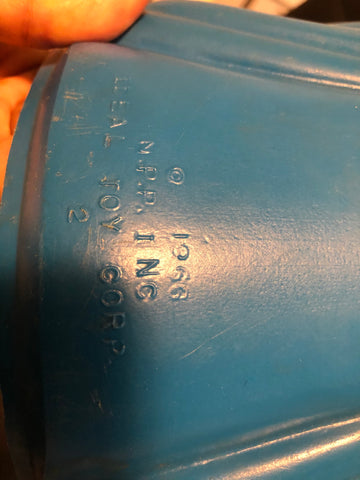 © 1966
N.P.P. INC
IDEAL TOY CORP.
2